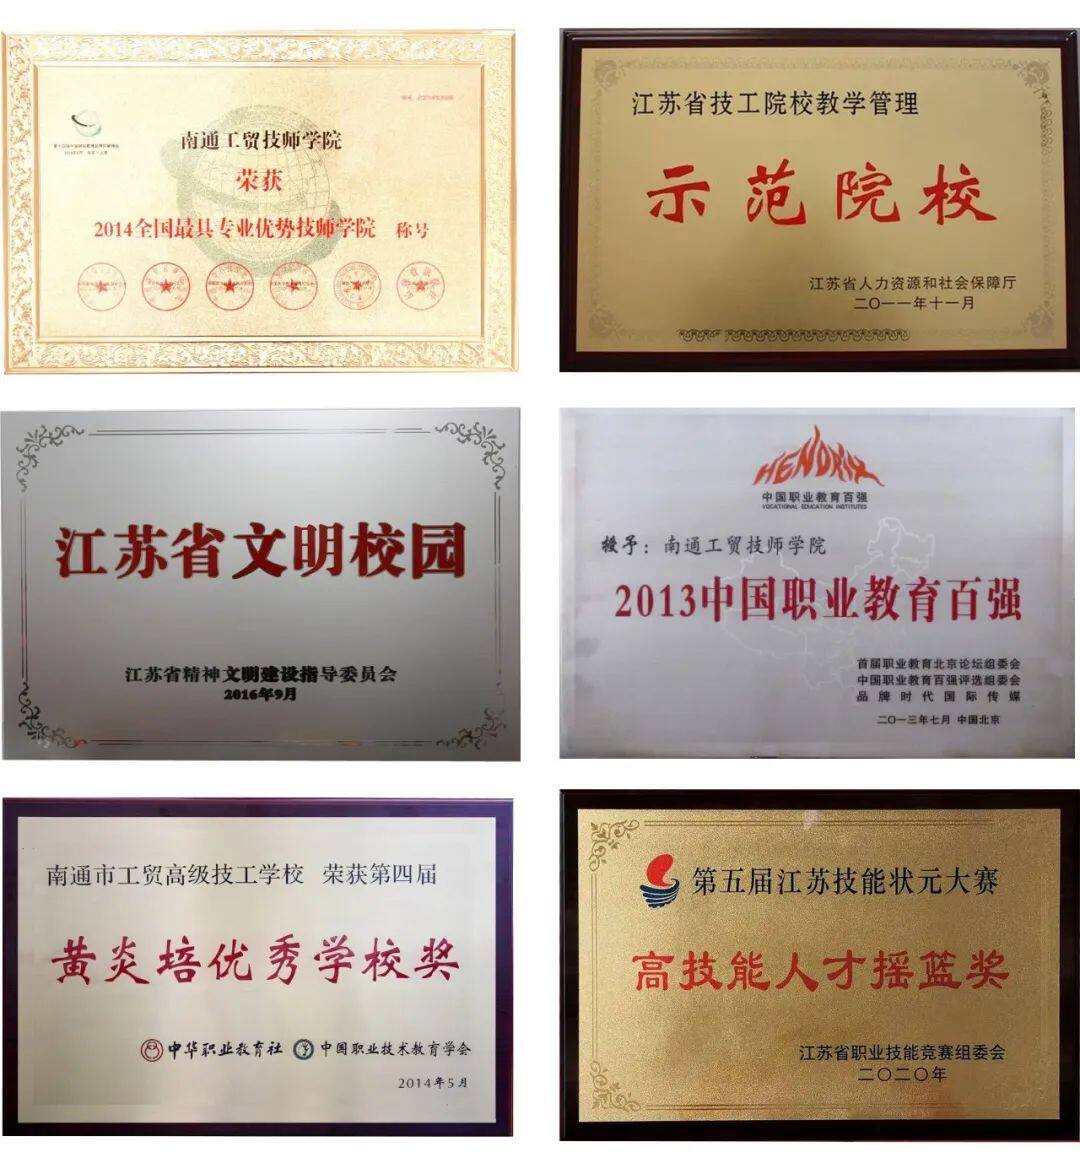 南通工贸技师学院
荣获
2014全国最具专业优势技师学院 称号
江苏省技工院校教学管理
示范院校
江苏省人力资源和社会保障厅
二〇一一年十一月
江苏省文明校园
江苏省精神文明建设指导委员会
2016年9月
HENDRIX
中国职业教育百强
VOCATIONAL EDUCATION INSTITUTES
授予：南通工贸技师学院
2013中国职业教育百强
首届职业教育北京论坛组委会
中国职业教育百强评选组委会
品牌时代国际传媒
二〇一三年七月 中国北京
南通市工贸高级技工学校 荣获第四届
黄炎培优秀学校奖
中华职业教育社 中国职业技术教育学会
2014年5月
第五届江苏技能状元大赛
高技能人才摇篮奖
江苏省职业技能竞赛组委会
二〇二〇年